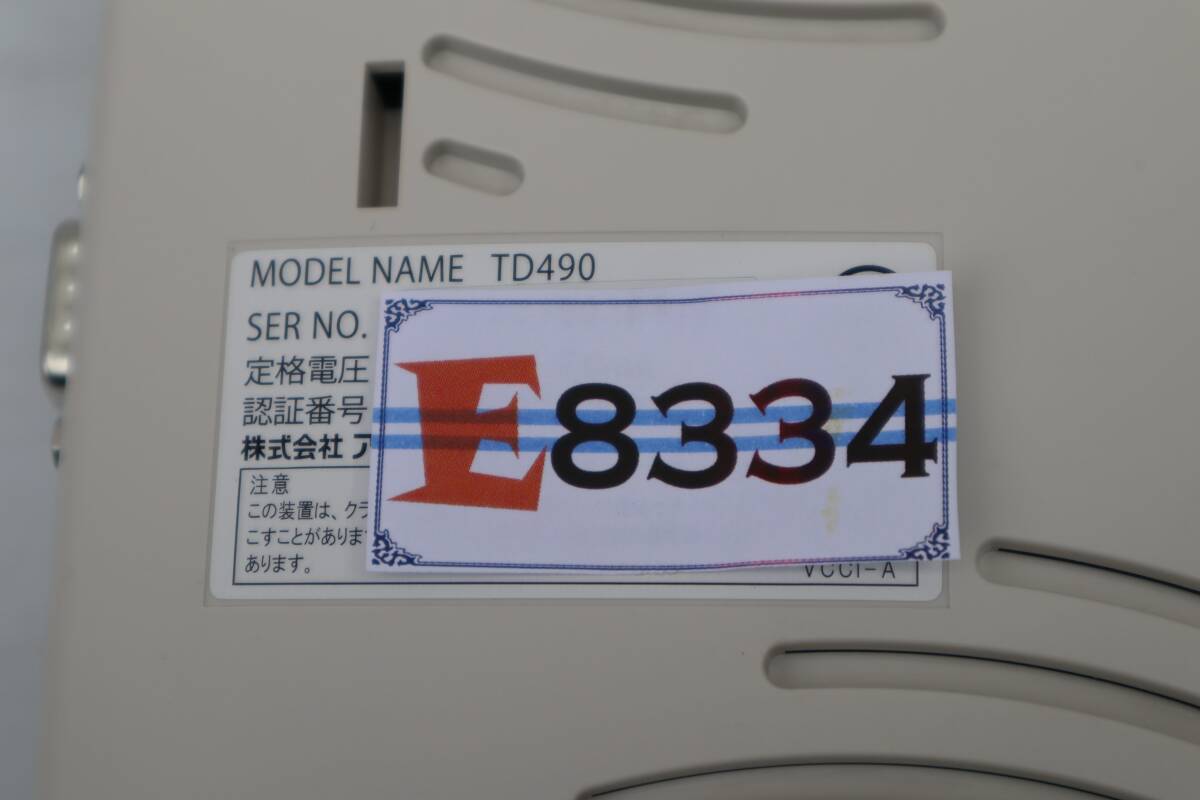 MODEL NAME TD490
SER NO.
定格電圧
認証番号
株式会社 ア
注意
この装置は、クラ
こすことがありま
あります。
VCCI-A
E8334